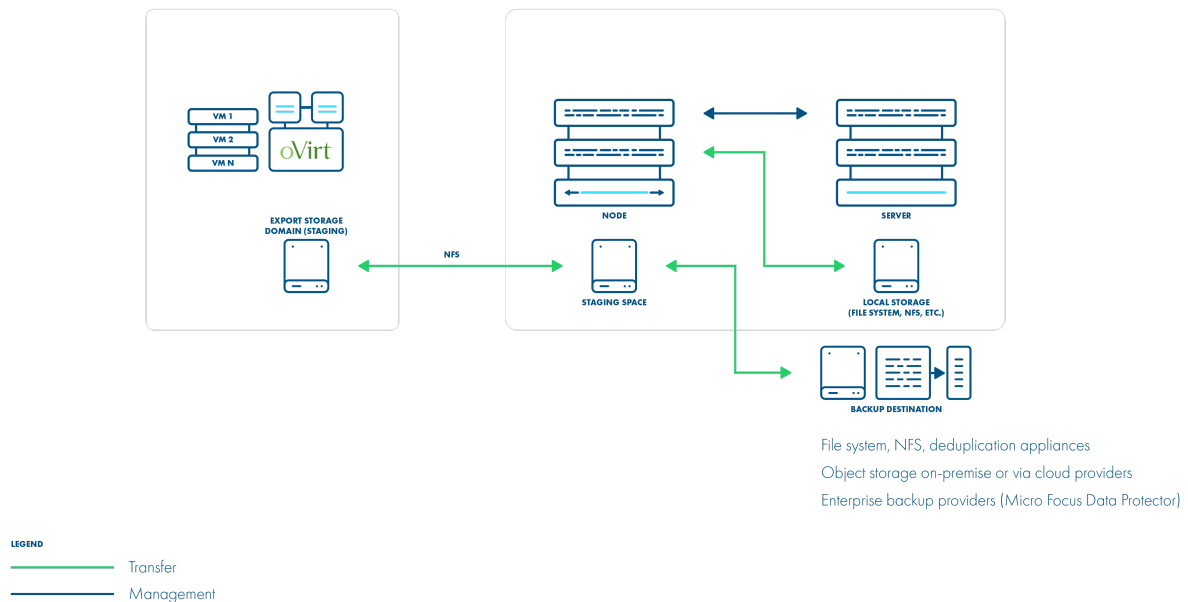 VM 1
VM 2
VM N
oVirt
EXPORT STORAGE
DOMAIN (STAGING)
NFS
NODE
SERVER
STAGING SPACE
LOCAL STORAGE
(FILE SYSTEM, NFS, ETC.)
BACKUP DESTINATION
File system, NFS, deduplication appliances
Object storage on-premise or via cloud providers
Enterprise backup providers (Micro Focus Data Protector)
LEGEND
Transfer
Management